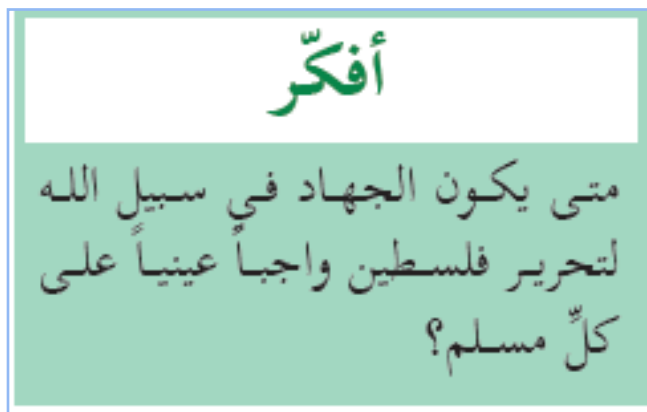 أفكّر
متى يكون الجهاد في سبيل الله
لتحرير فلسطين واجباً عينياً على
كلِّ مسلم؟